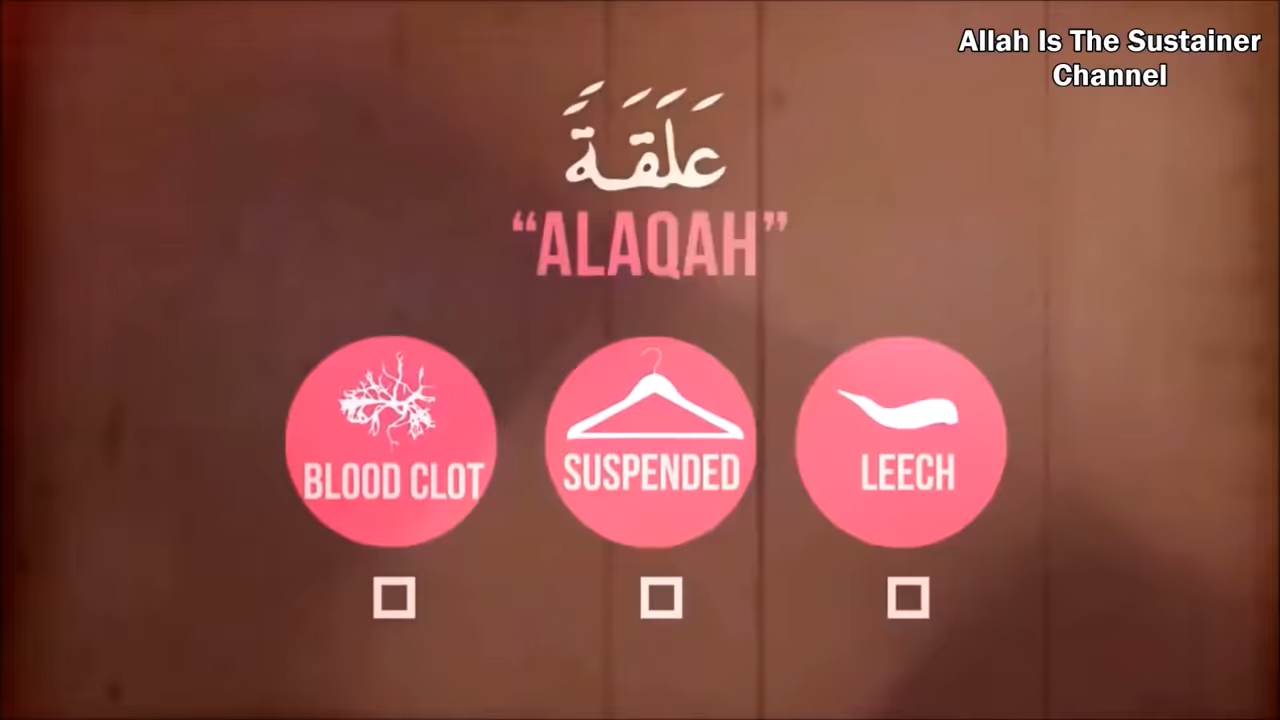 Allah Is The Sustainer
Channel
عَلَقَةً
“ALAQAH”
BLOOD CLOT
SUSPENDED
LEECH